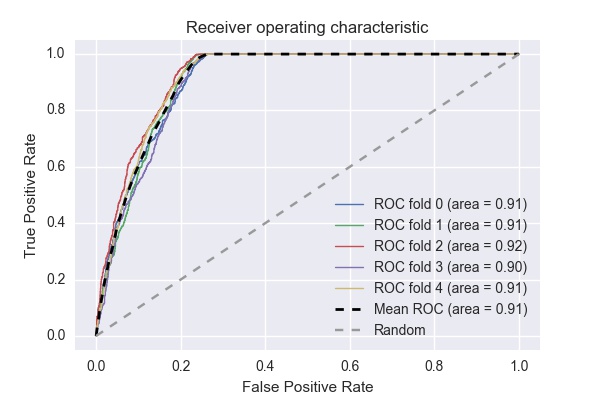 Receiver operating characteristic
True Positive Rate
1.0
0.8
0.6
0.4
0.2
0.0
ROC fold 0 (area = 0.91)
ROC fold 1 (area = 0.91)
ROC fold 2 (area = 0.92)
ROC fold 3 (area = 0.90)
ROC fold 4 (area = 0.91)
Mean ROC (area = 0.91)
Random
0.0 0.2 0.4 0.6 0.8 1.0
False Positive Rate